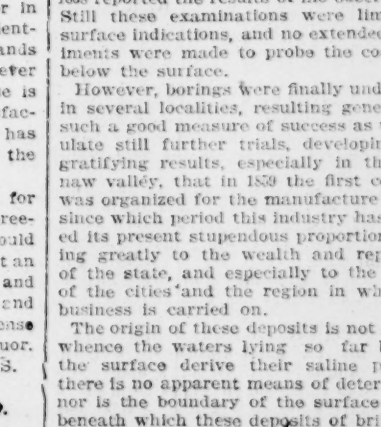 r in
ent-
ands
ever
e is
fac-
has
the
for
ree-
ould
t an
and
and
ense
uor.
S.
reported the results of
Still these examinations were lim
surface indications, and no extende
iments were made to probe the co
below the surface.
However, borings were finally und
in several localities, resulting gene
such a good measure of success as
ulate still further trials, developin
gratifying results, especially in th
naw valley, that in 1859 the first c
was organized for the manufacture
since which period this industry has
ed its present stupendous proportion
ing greatly to the wealth and rep
of the state, and especially to the
of the cities and the region in wh
business is carried on.
The origin of these deposits is not
whence the waters lying so far b
the surface derive their saline p
there is no apparent means of deter
nor is the boundary of the surface
beneath which these deposits of bri